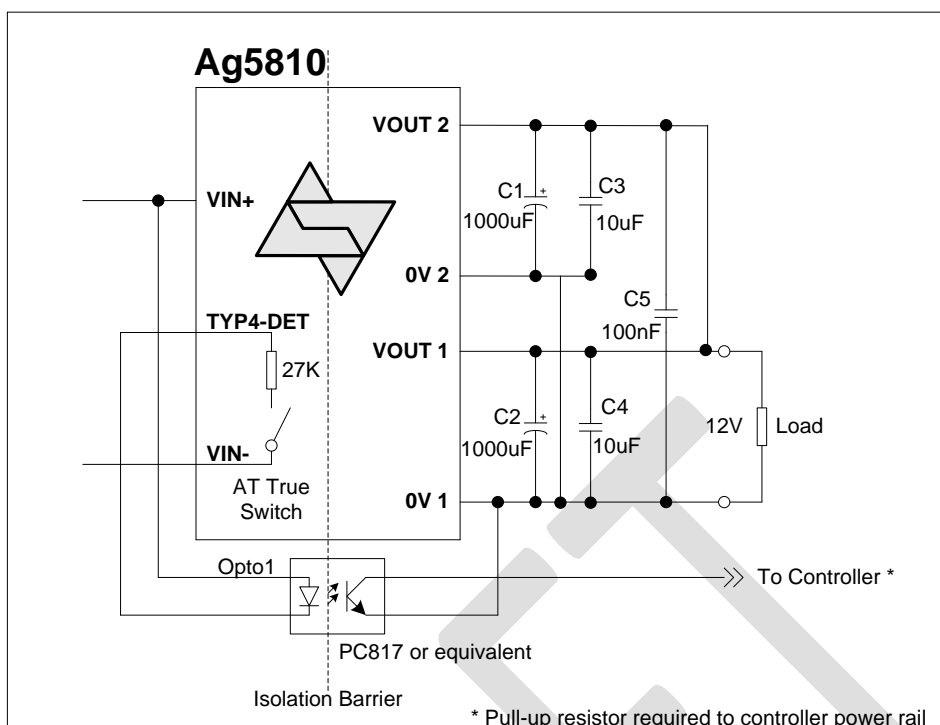 Ag5810
VOUT 2
VIN+
C1
+
1000uF
C3
10uF
0V 2
C5
100nF
TYP4-DET
27K
VOUT 1
C2
+
1000uF
C4
10uF
12V
Load
VIN-
AT True
Switch
0V 1
Opto1
To Controller *
PC817 or equivalent
Isolation Barrier
* Pull-up resistor required to controller power rail